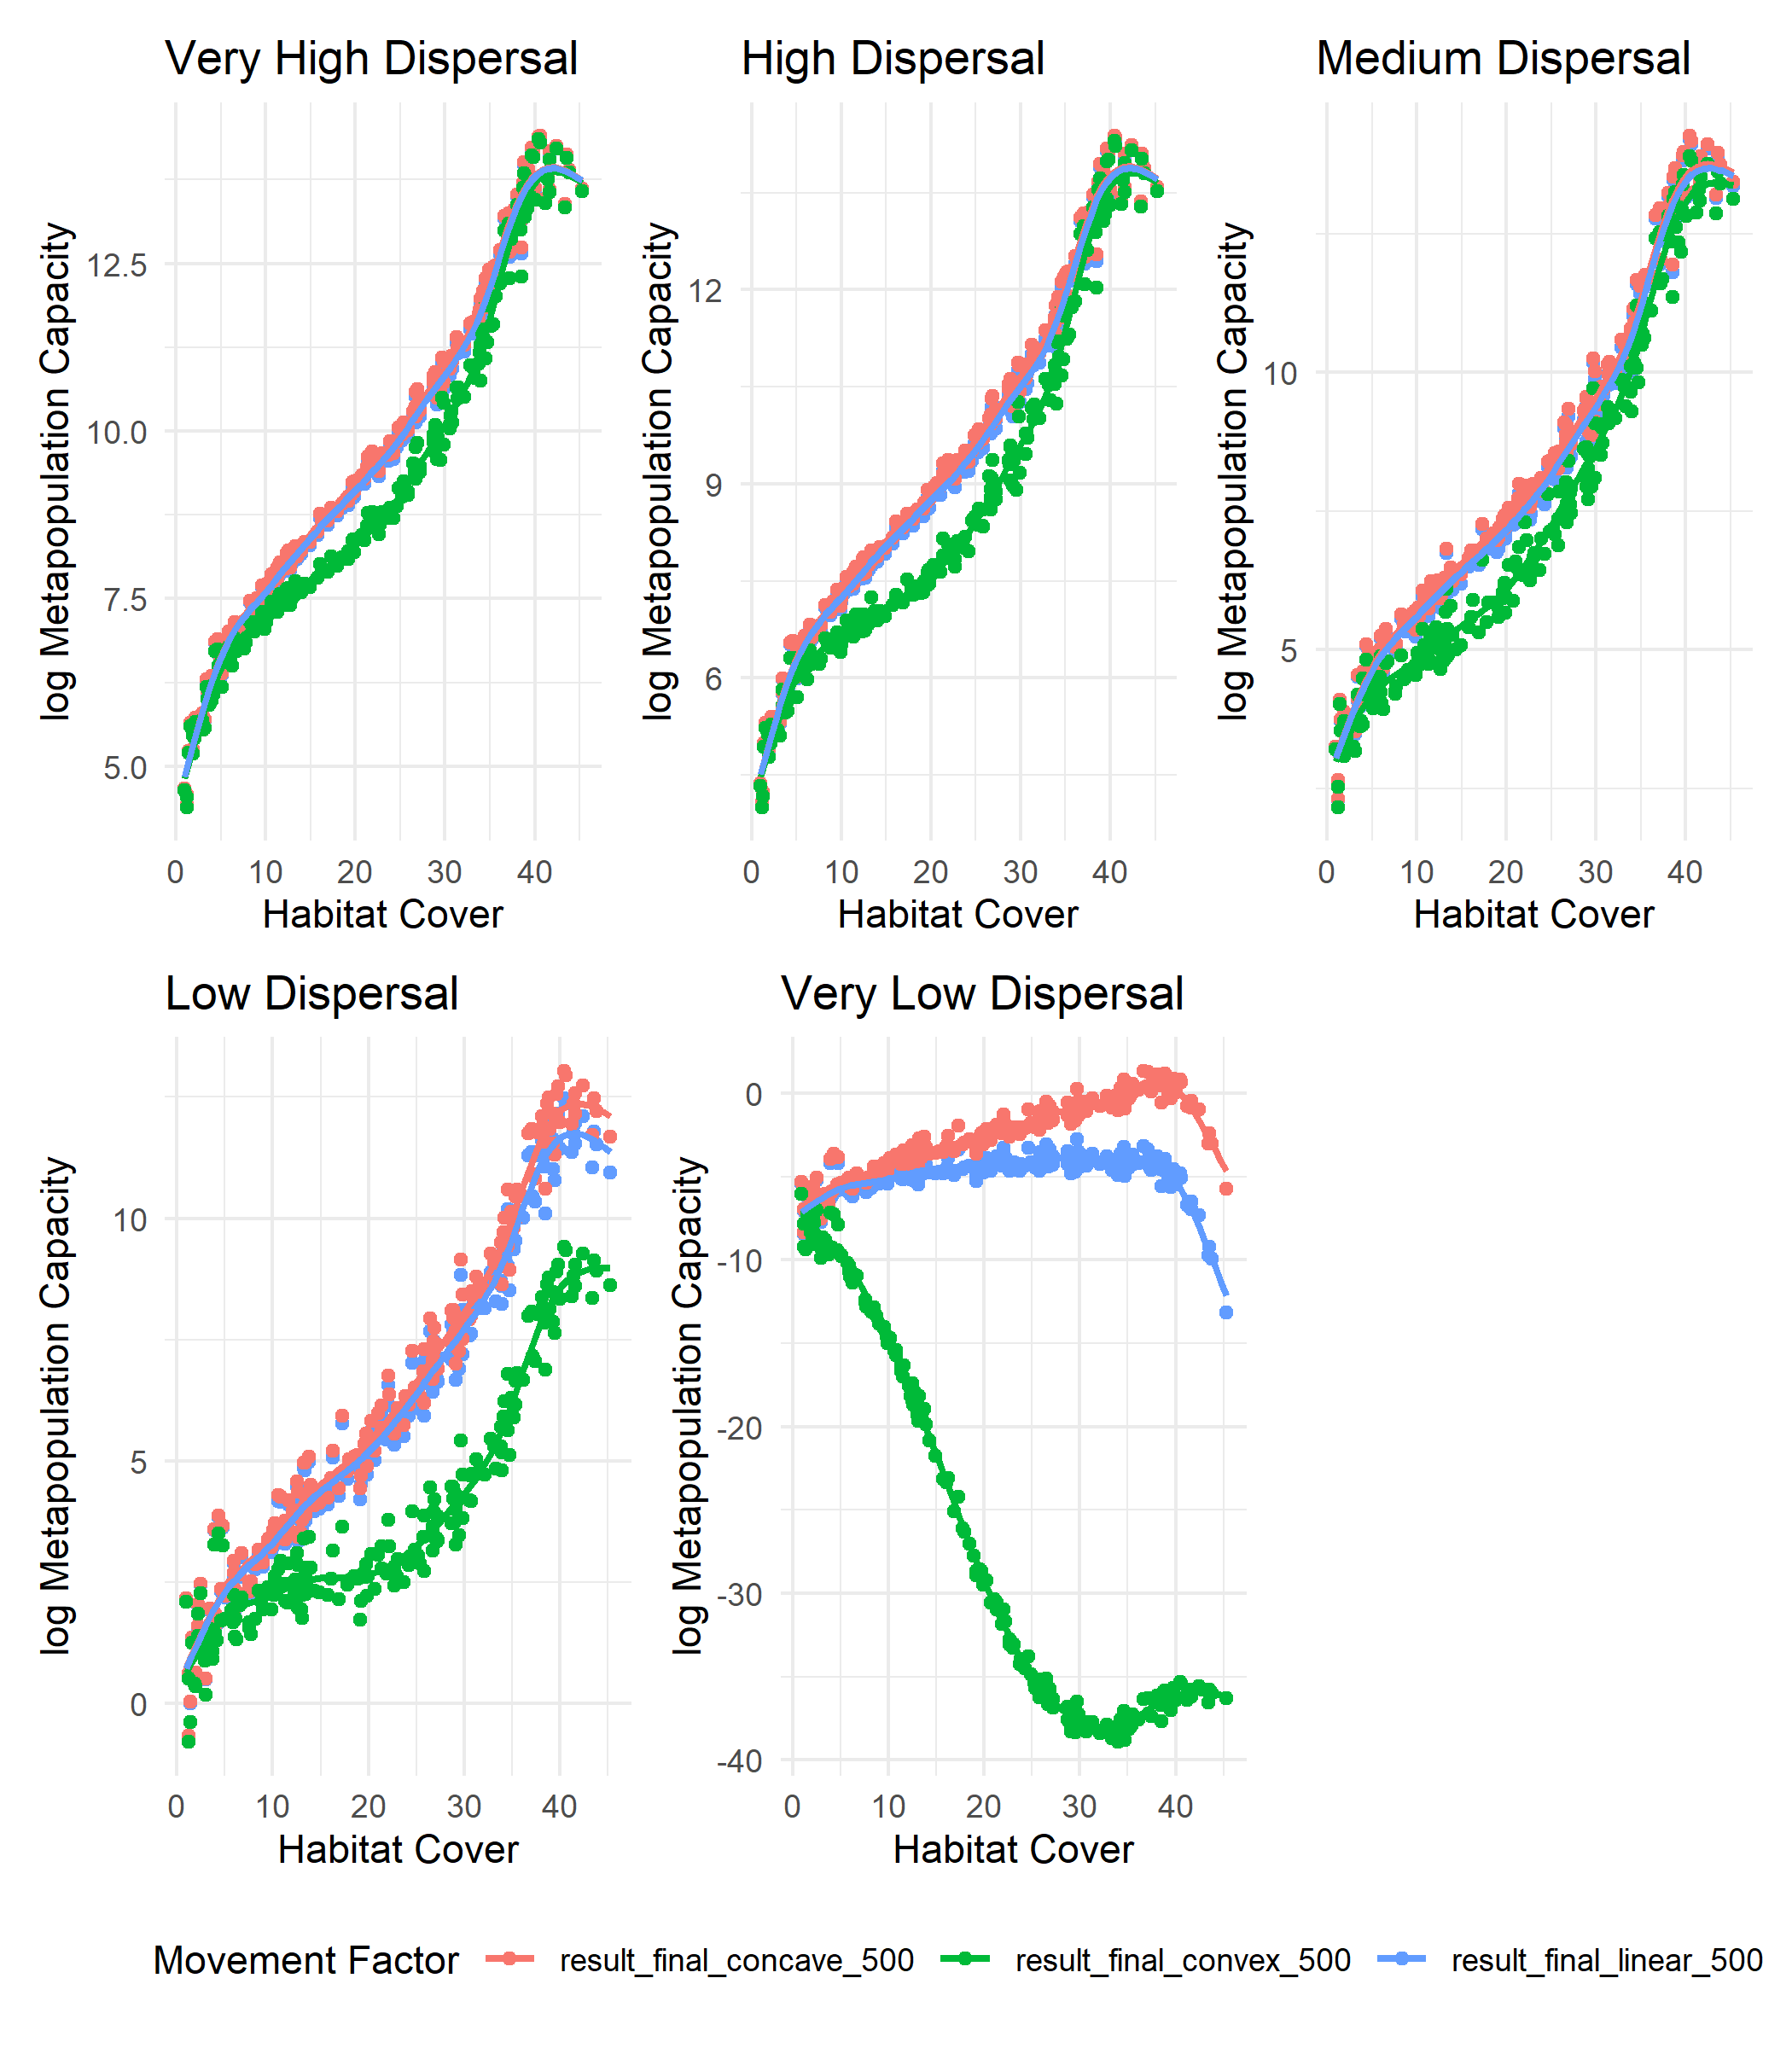 Very High Dispersal
High Dispersal
Medium Dispersal
log Metapopulation Capacity
12.5
10.0
7.5
5.0
0 10 20 30 40
Habitat Cover
log Metapopulation Capacity
12
9
6
0 10 20 30 40
Habitat Cover
log Metapopulation Capacity
10
5
0 10 20 30 40
Habitat Cover
Low Dispersal
Very Low Dispersal
log Metapopulation Capacity
10
5
0
0 10 20 30 40
Habitat Cover
log Metapopulation Capacity
0
-10
-20
-30
-40
0 10 20 30 40
Habitat Cover
Movement Factor result_final_concave_500 result_final_convex_500 result_final_linear_500